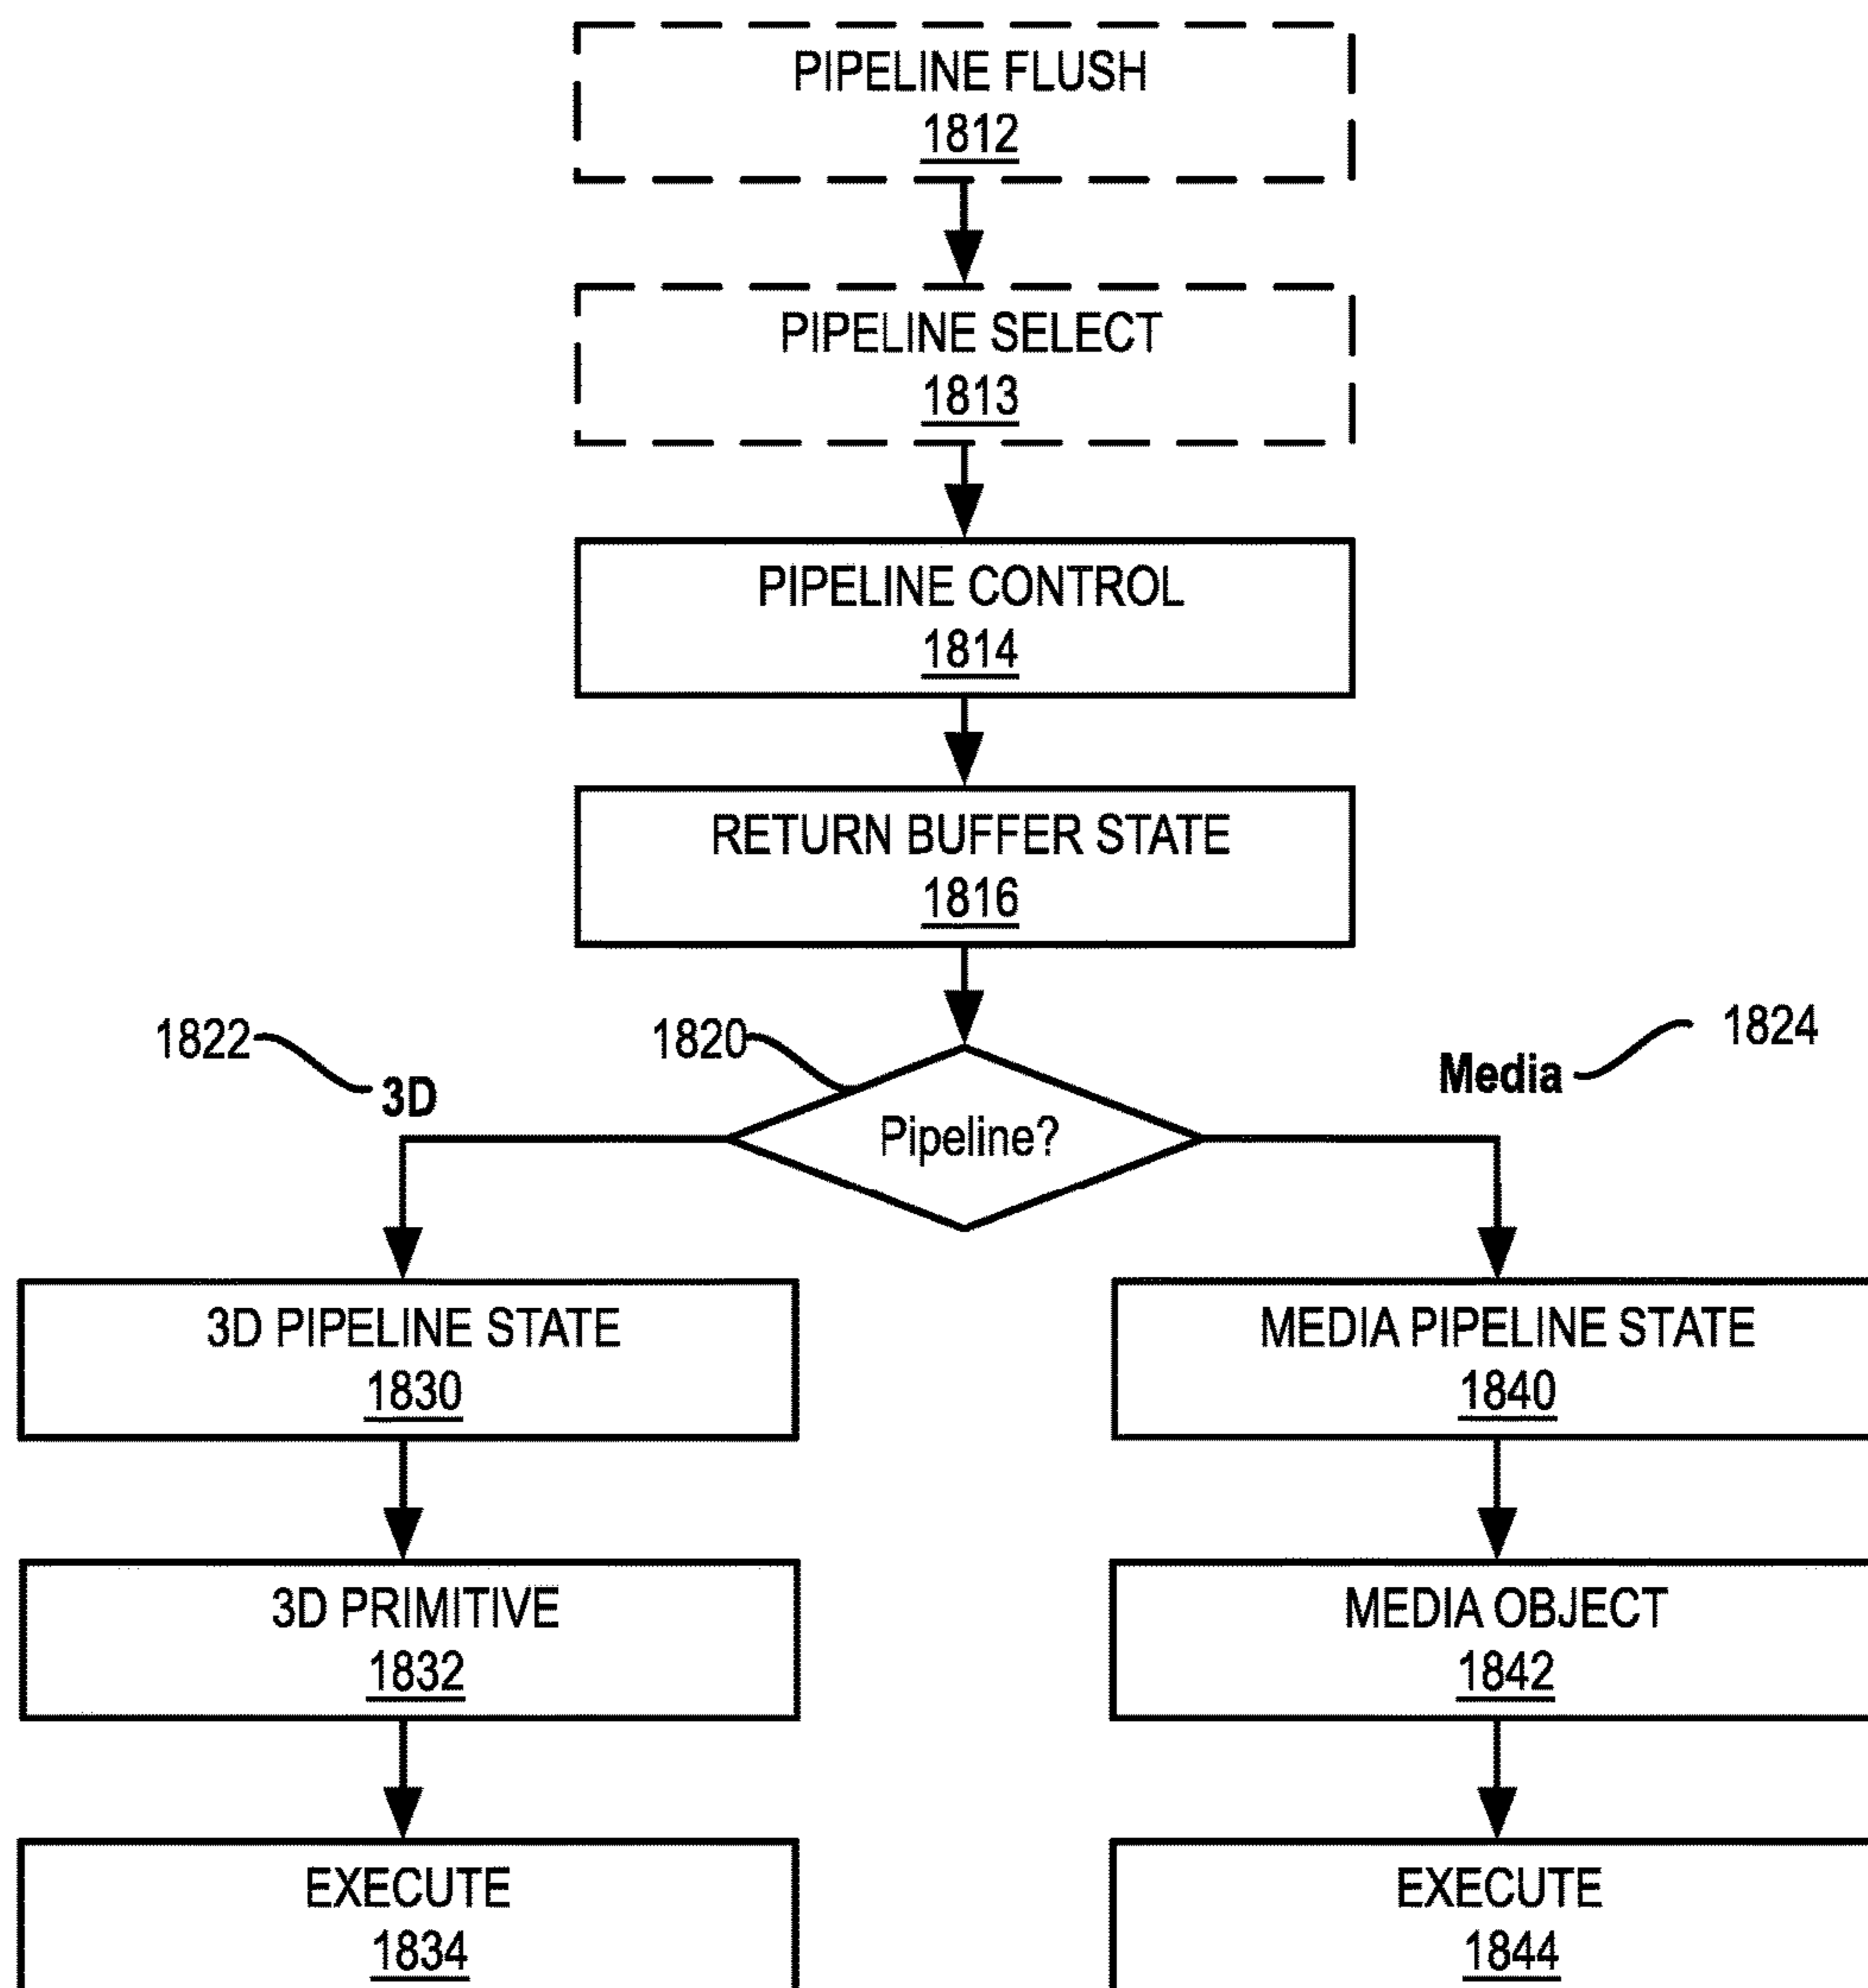 PIPELINE FLUSH
1812
PIPELINE SELECT
1813
PIPELINE CONTROL
1814
RETURN BUFFER STATE
1816
1822
3D
1820
Pipeline?
Media
1824
3D PIPELINE STATE
1830
MEDIA PIPELINE STATE
1840
3D PRIMITIVE
1832
MEDIA OBJECT
1842
EXECUTE
1834
EXECUTE
1844